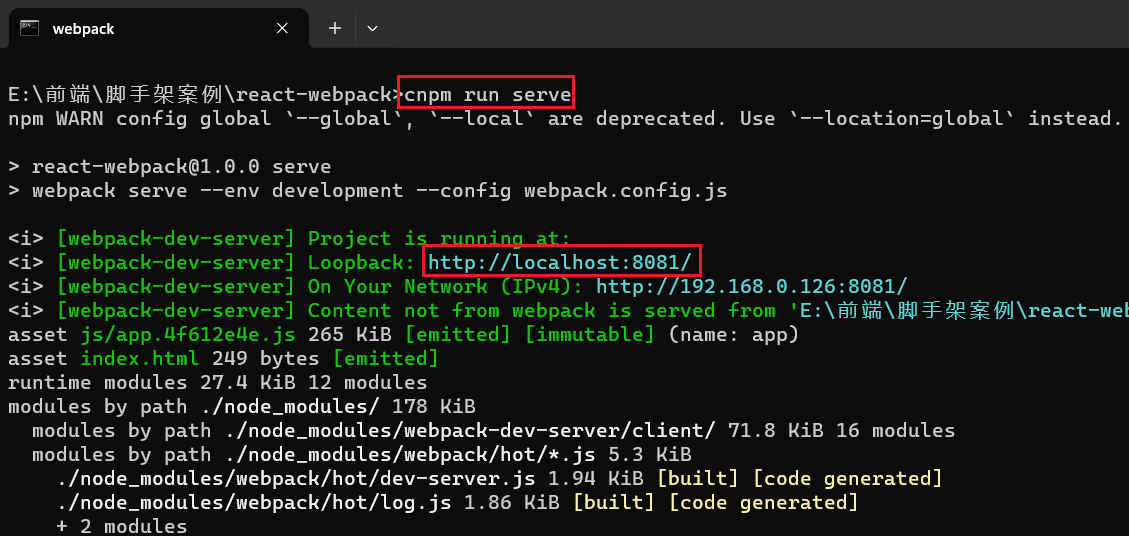 webpack
E:\前端\脚手架案例\react-webpack>cnpm run serve
npm WARN config global `--global`, `--local` are deprecated. Use `--location=global` instead.
> react-webpack@1.0.0 serve
> webpack serve --env development --config webpack.config.js
<i> [webpack-dev-server] Project is running at:
<i> [webpack-dev-server] Loopback: http://localhost:8081/
<i> [webpack-dev-server] On Your Network (IPv4): http://192.168.0.126:8081/
<i> [webpack-dev-server] Content not from webpack is served from 'E:\前端\脚手架案例\react-web
asset js/app.4f612e4e.js 265 KiB [emitted] [immutable] (name: app)
asset index.html 249 bytes [emitted]
runtime modules 27.4 KiB 12 modules
modules by path ./node_modules/ 178 KiB
modules by path ./node_modules/webpack-dev-server/client/ 71.8 KiB 16 modules
modules by path ./node_modules/webpack/hot/*.js 5.3 KiB
./node_modules/webpack/hot/dev-server.js 1.94 KiB [built] [code generated]
./node_modules/webpack/hot/log.js 1.86 KiB [built] [code generated]
+ 2 modules